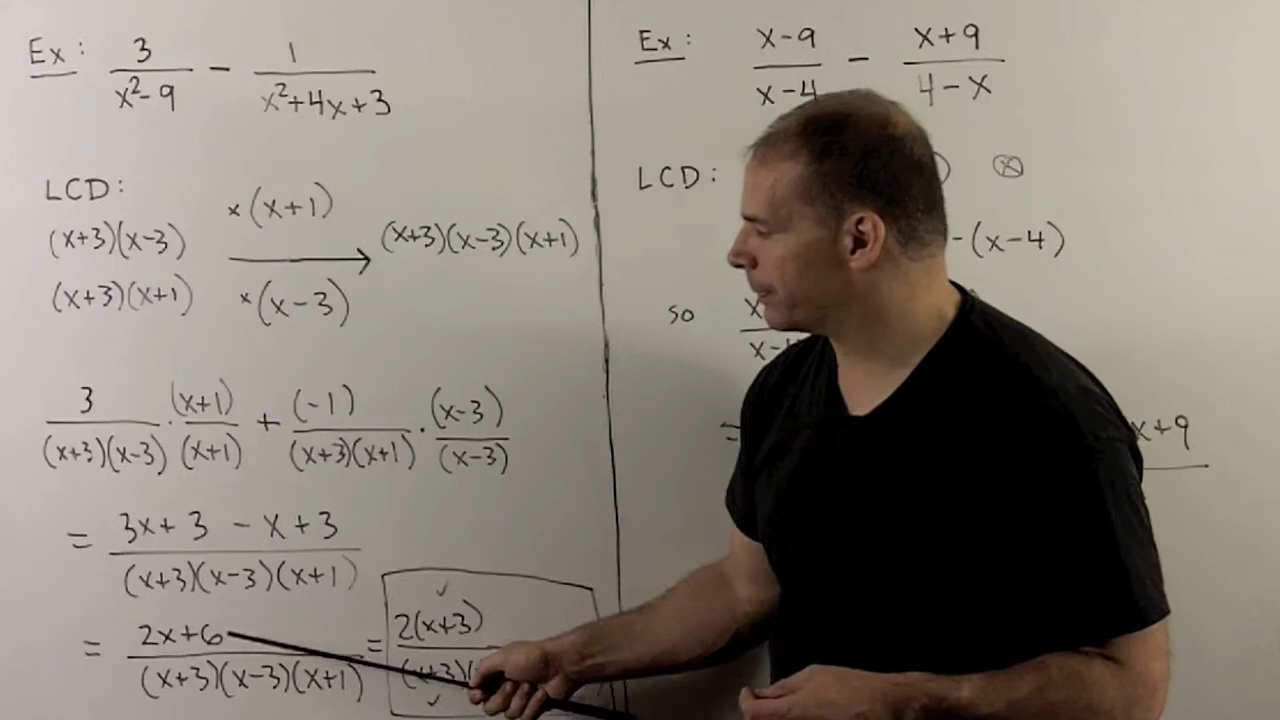 Ex: 3/(x²-9) - 1/(x²+4x+3)
LCD:
×(x+1)
(x+3)(x-3) → (x+3)(x-3)(x+1)
(x+3)(x+1) ×(x-3)
3/((x+3)(x-3)) · (x+1)/(x+1) + (-1)/((x+3)(x+1)) · (x-3)/(x-3)
= (3x+3 -x+3)/((x+3)(x-3)(x+1))
= (2x+6)/((x+3)(x-3)(x+1)) = 2(x+3)/
Ex: (x-9)/(x-4) - (x+9)/(4-x)
LCD: ⊗
-(x-4)
so
=
x+9